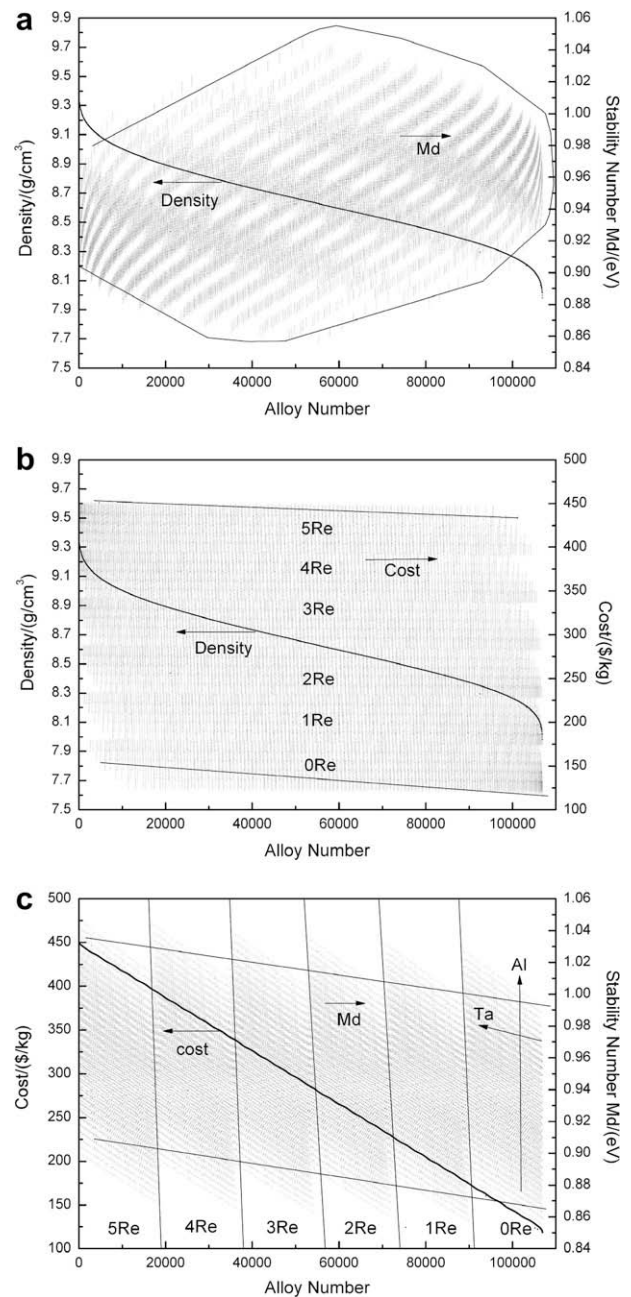 a
9.9
9.7
9.5
9.3
9.1
8.9
8.7
8.5
8.3
8.1
7.9
7.7
7.5
Density/(g/cm³)
1.06
1.04
1.02
1.00
0.98
0.96
0.94
0.92
0.90
0.88
0.86
0.84
Stability Number Md/(eV)
Md
Density
0 20000 40000 60000 80000 100000
Alloy Number
b
9.9
9.7
9.5
9.3
9.1
8.9
8.7
8.5
8.3
8.1
7.9
7.7
7.5
Density/(g/cm³)
500
450
400
350
300
250
200
150
100
Cost/($/kg)
5Re
4Re
Cost
3Re
Density
2Re
1Re
0Re
0 20000 40000 60000 80000 100000
Alloy Number
c
500
450
400
350
300
250
200
150
100
Cost/($/kg)
1.06
1.04
1.02
1.00
0.98
0.96
0.94
0.92
0.90
0.88
0.86
0.84
Stability Number Md/(eV)
Al
Ta
Md
cost
5Re 4Re 3Re 2Re 1Re 0Re
0 20000 40000 60000 80000 100000
Alloy Number